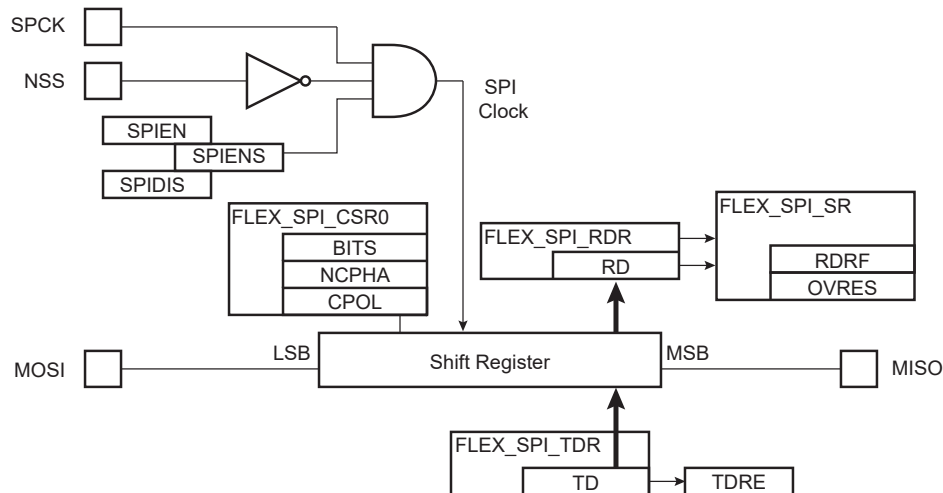 SPCK
NSS
SPI
Clock
SPIEN
SPIENS
SPIDIS
FLEX_SPI_CSR0
BITS
NCPHA
CPOL
FLEX_SPI_RDR
RD
FLEX_SPI_SR
RDRF
OVRES
MOSI
LSB
Shift Register
MSB
MISO
FLEX_SPI_TDR
TD
TDRE